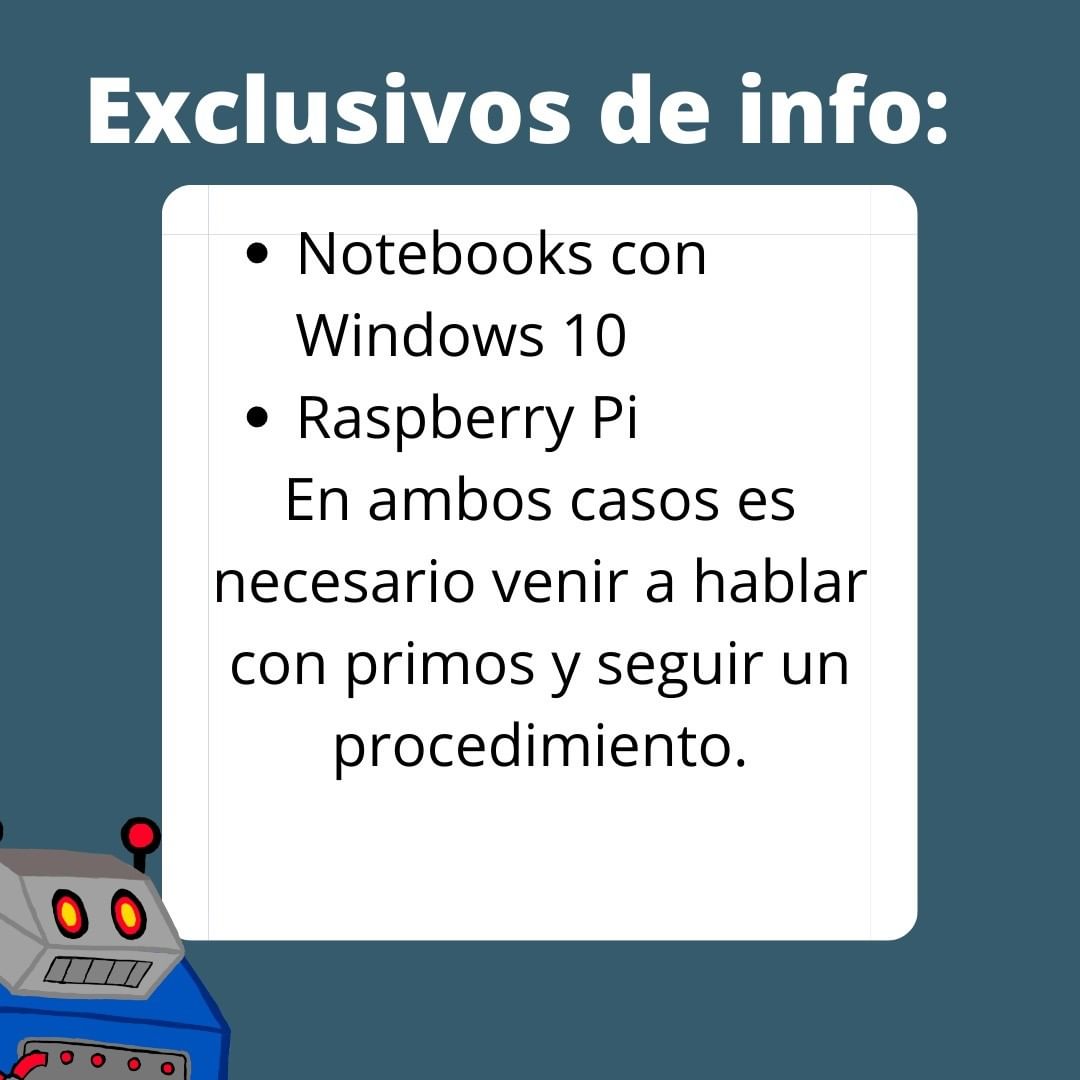 Exclusivos de info:
• Notebooks con
Windows 10
• Raspberry Pi
En ambos casos es
necesario venir a hablar
con primos y seguir un
procedimiento.